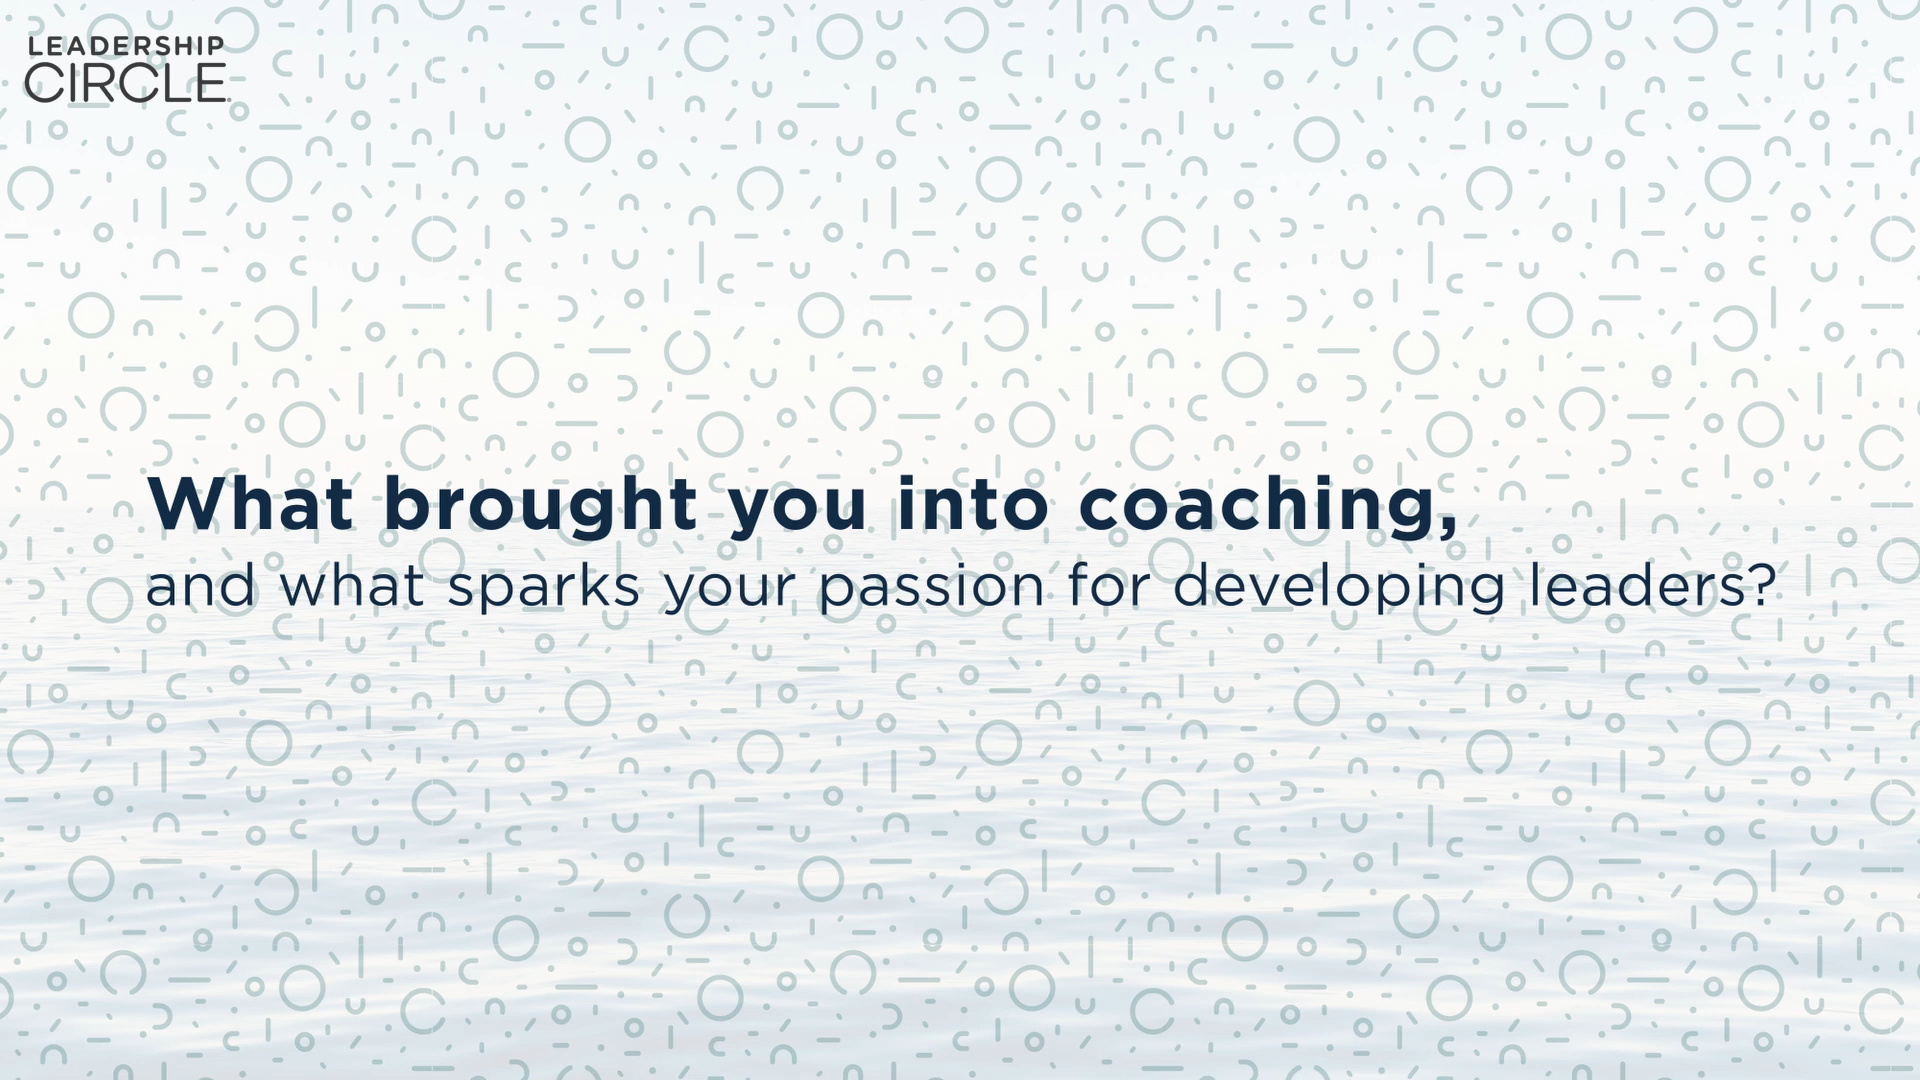 LEADERSHIP
CIRCLE
What brought you into coaching,
and what sparks your passion for developing leaders?